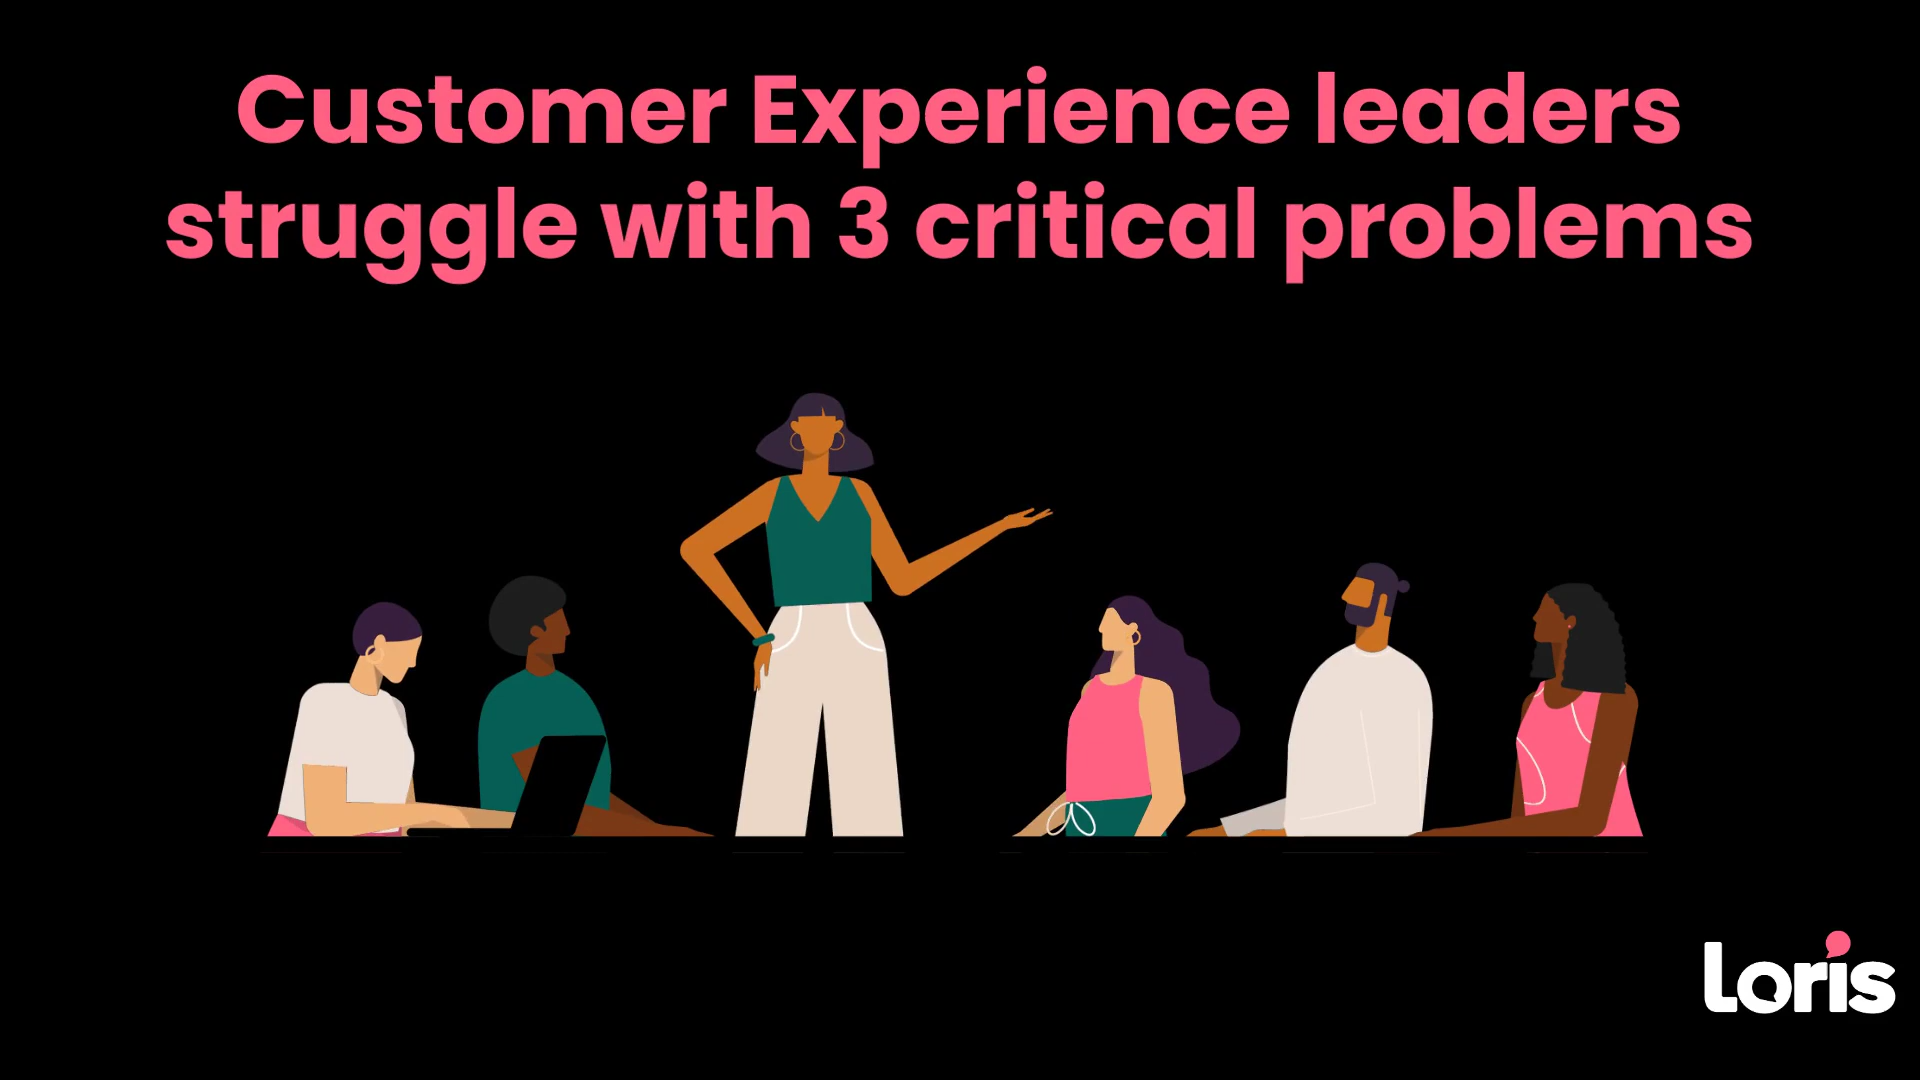 Customer Experience leaders
struggle with 3 critical problems
loris